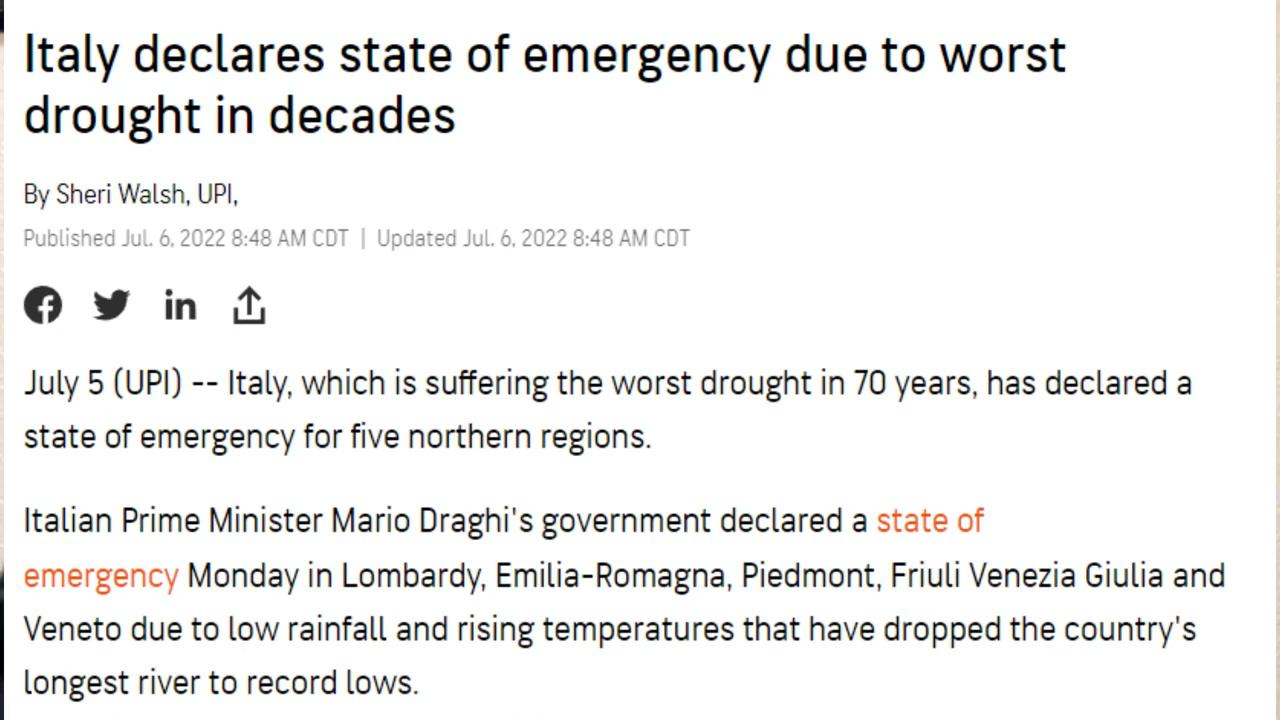 Italy declares state of emergency due to worst
drought in decades
By Sheri Walsh, UPI,
Published Jul. 6, 2022 8:48 AM CDT | Updated Jul. 6, 2022 8:48 AM CDT
in
July 5 (UPI) -- Italy, which is suffering the worst drought in 70 years, has declared a
state of emergency for five northern regions.
Italian Prime Minister Mario Draghi's government declared a state of
emergency Monday in Lombardy, Emilia-Romagna, Piedmont, Friuli Venezia Giulia and
Veneto due to low rainfall and rising temperatures that have dropped the country's
longest river to record lows.